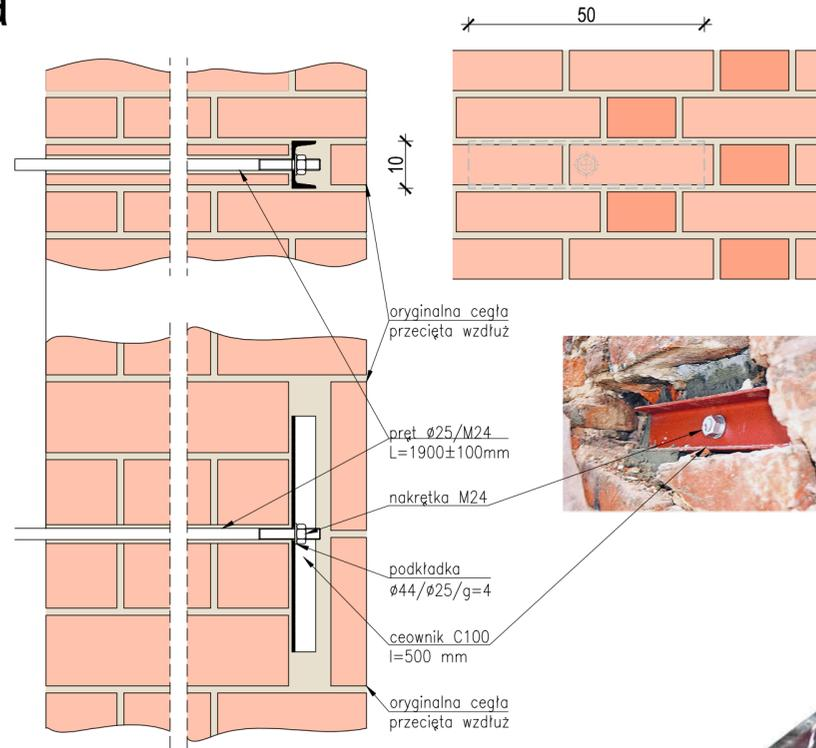 50
10
oryginalna cegła
przecięta wzdłuż
pręt ø25/M24
L=1900±100mm
nakrętka M24
podkładka
ø44/ø25/g=4
ceownik C100
l=500 mm
oryginalna cegła
przecięta wzdłuż